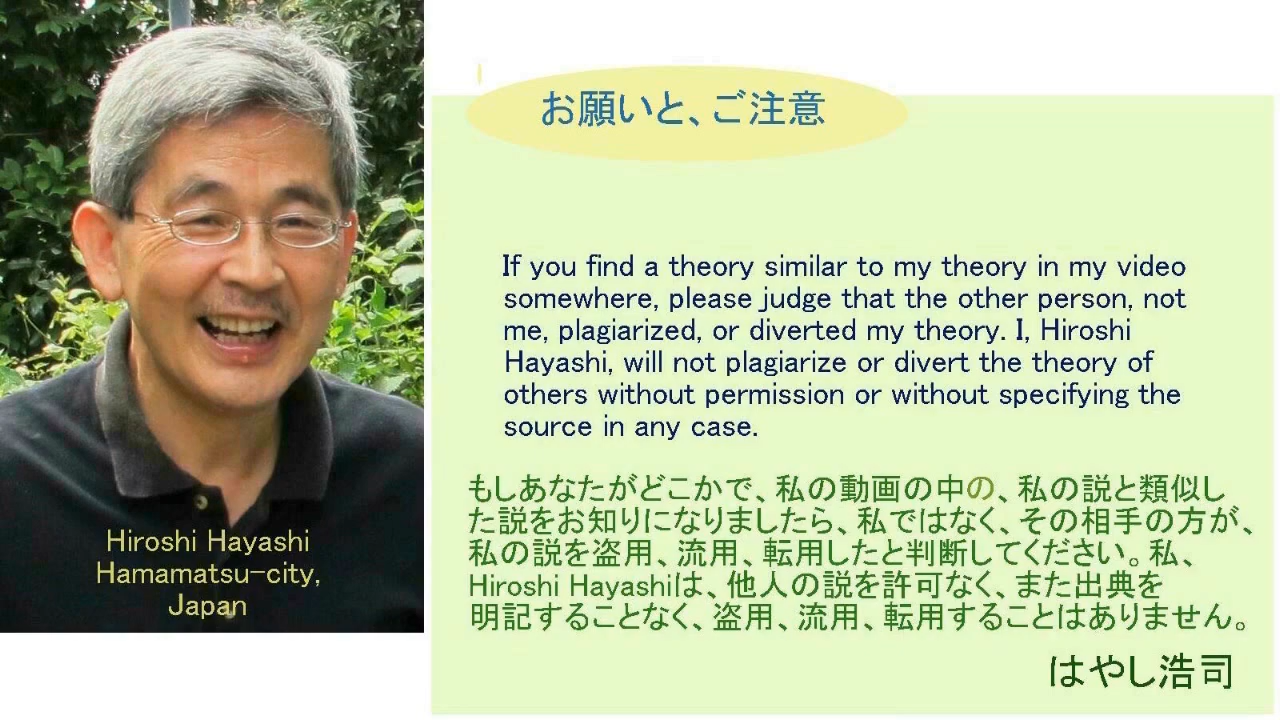 お願いと、ご注意
If you find a theory similar to my theory in my video
somewhere, please judge that the other person, not
me, plagiarized, or diverted my theory. I, Hiroshi
Hayashi, will not plagiarize or divert the theory of
others without permission or without specifying the
source in any case.
もしあなたがどこかで、私の動画の中の、私の説と類似し
た説をお知りになりましたら、私ではなく、その相手の方が、
私の説を盗用、流用、転用したと判断してください。私、
Hiroshi Hayashiは、他人の説を許可なく、また出典を
明記することなく、盗用、流用、転用することはありません。
はやし浩司
Hiroshi Hayashi
Hamamatsu-city,
Japan